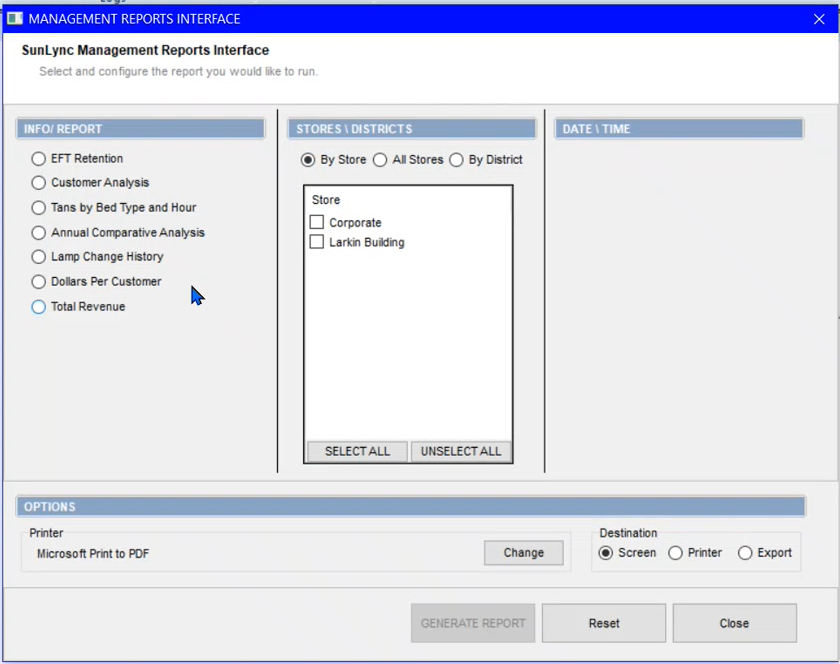 Logs
MANAGEMENT REPORTS INTERFACE
SunLync Management Reports Interface
Select and configure the report you would like to run.
INFO/ REPORT
EFT Retention
Customer Analysis
Tans by Bed Type and Hour
Annual Comparative Analysis
Lamp Change History
Dollars Per Customer
Total Revenue
STORES \ DISTRICTS
By Store All Stores By District
Store
Corporate
Larkin Building
SELECT ALL UNSELECT ALL
DATE \ TIME
OPTIONS
Printer
Microsoft Print to PDF
Change
Destination
Screen Printer Export
GENERATE REPORT Reset Close